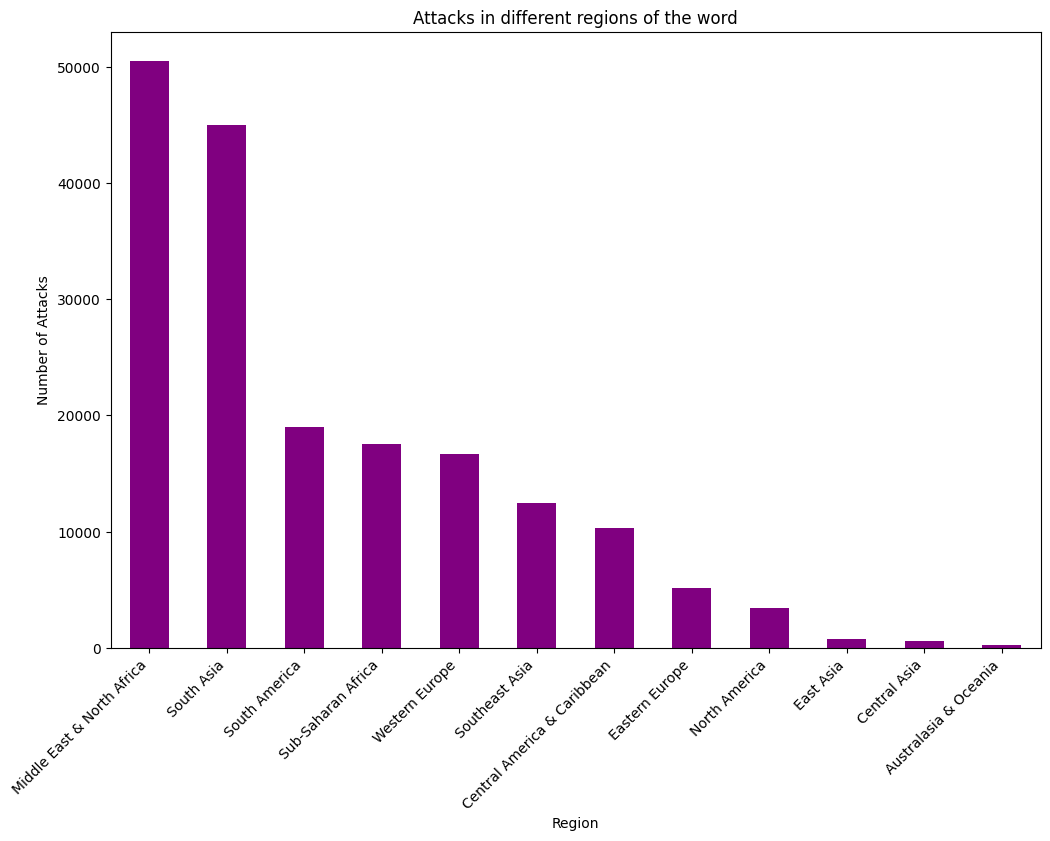 Attacks in different regions of the word
50000
40000
30000
20000
10000
0
Number of Attacks
Middle East & North Africa
South Asia
South America
Sub-Saharan Africa
Western Europe
Southeast Asia
Central America & Caribbean
Eastern Europe
North America
East Asia
Central Asia
Australasia & Oceania
Region